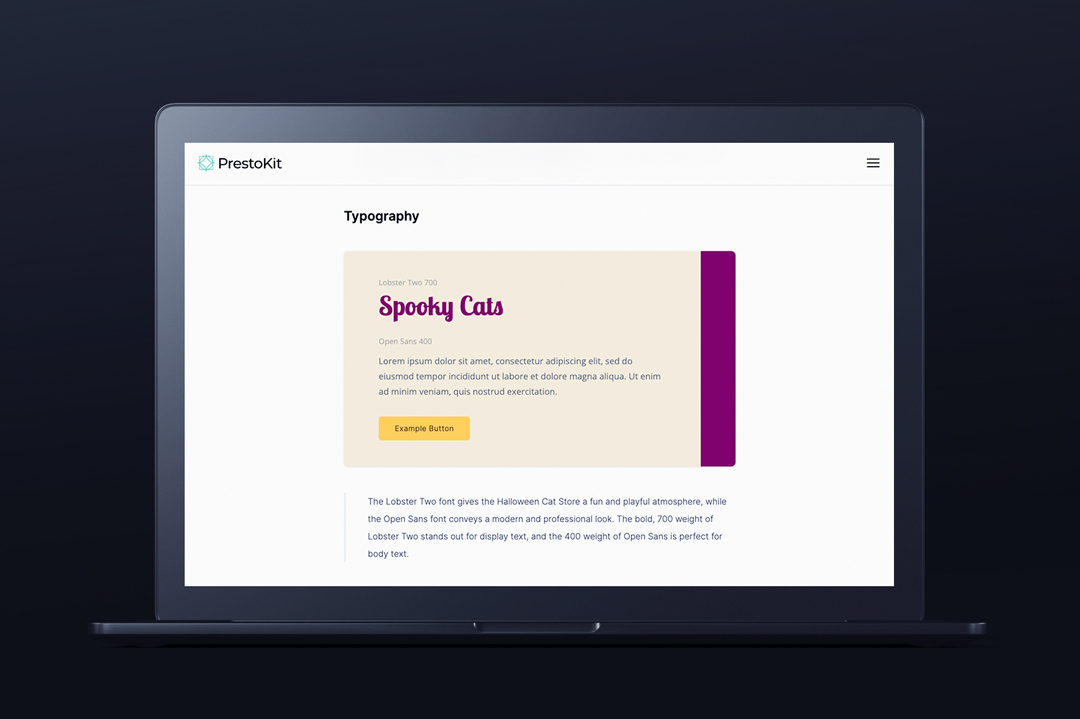 PrestoKit
Typography
Lobster Two 700
Spooky Cats
Open Sans 400
Lorem ipsum dolor sit amet, consectetur adipiscing elit, sed do
eiusmod tempor incididunt ut labore et dolore magna aliqua. Ut enim
ad minim veniam, quis nostrud exercitation.
Example Button
The Lobster Two font gives the Halloween Cat Store a fun and playful atmosphere, while
the Open Sans font conveys a modern and professional look. The bold, 700 weight of
Lobster Two stands out for display text, and the 400 weight of Open Sans is perfect for
body text.